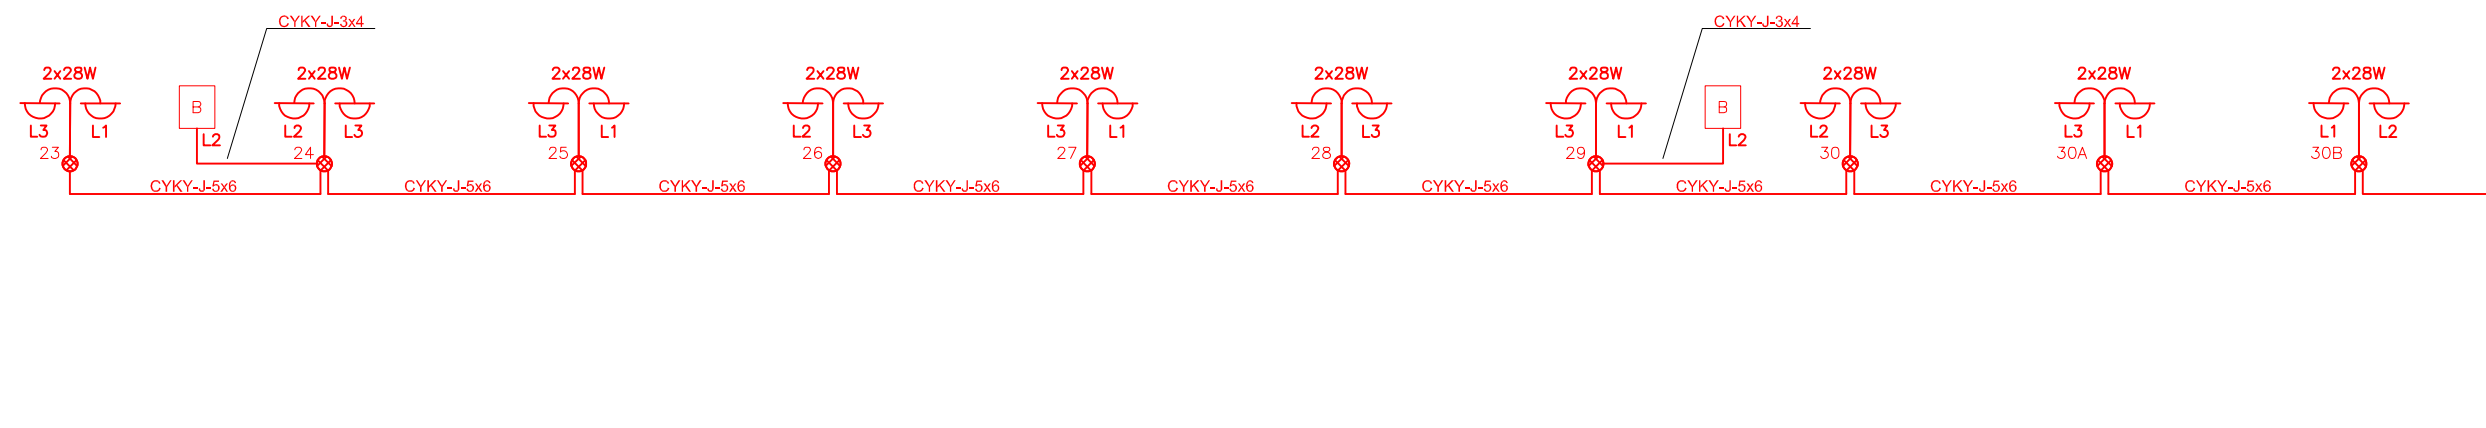 CYKY-J-3x4 CYKY-J-3x4
2x28W 2x28W 2x28W 2x28W 2x28W 2x28W 2x28W 2x28W 2x28W 2x28W
B B
L3 L1 L2 L2 L3 L3 L1 L2 L3 L3 L1 L2 L3 L3 L1 L2 L2 L3 L3 L1 L1 L2
23 24 25 26 27 28 29 30 30A 30B
CYKY-J-5x6 CYKY-J-5x6 CYKY-J-5x6 CYKY-J-5x6 CYKY-J-5x6 CYKY-J-5x6 CYKY-J-5x6 CYKY-J-5x6 CYKY-J-5x6